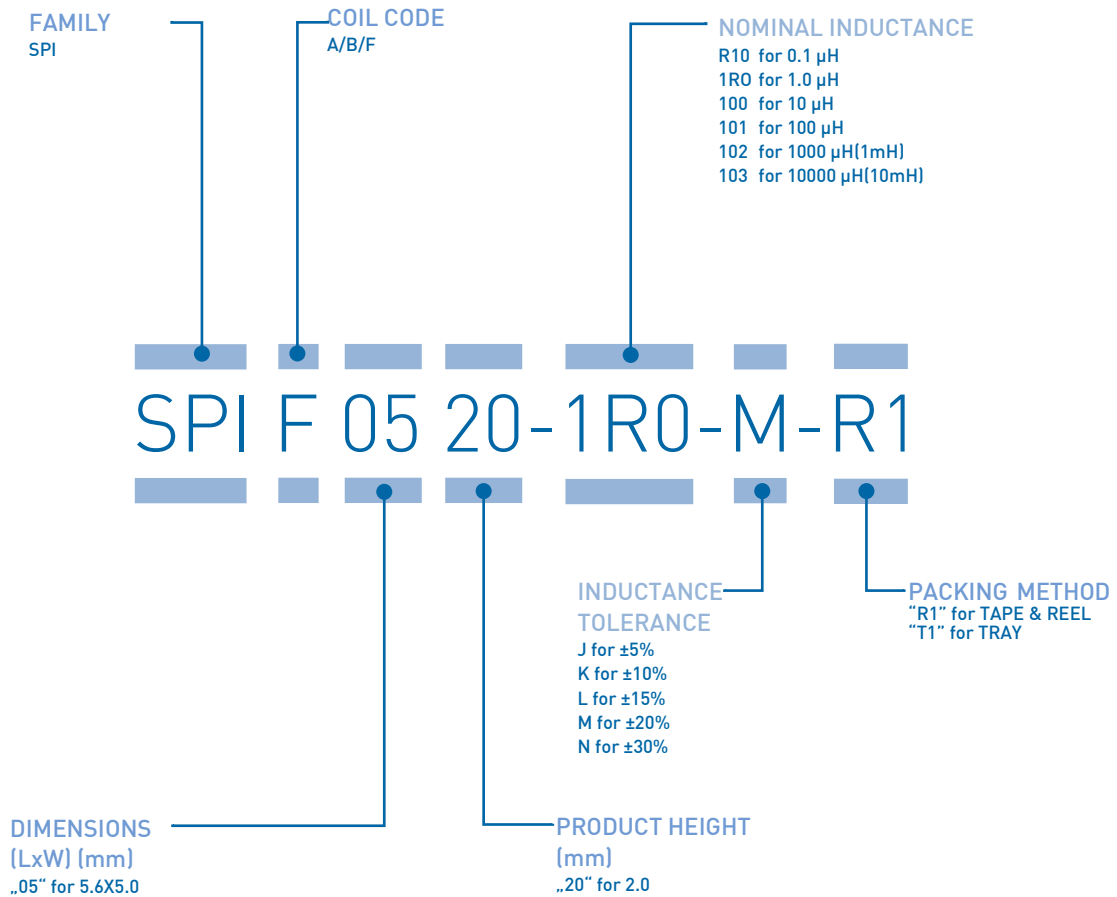 FAMILY
SPI
COIL CODE
A/B/F
NOMINAL INDUCTANCE
R10 for 0.1 µH
1RO for 1.0 µH
100 for 10 µH
101 for 100 µH
102 for 1000 µH(1mH)
103 for 10000 µH(10mH)
SPI F 05 20-1R0-M-R1
INDUCTANCE
TOLERANCE
J for ±5%
K for ±10%
L for ±15%
M for ±20%
N for ±30%
PACKING METHOD
“R1” for TAPE & REEL
“T1” for TRAY
DIMENSIONS
(LxW) (mm)
„05“ for 5.6X5.0
PRODUCT HEIGHT
(mm)
„20“ for 2.0